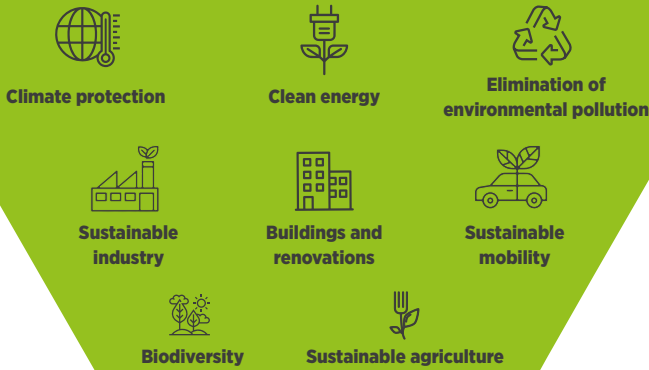 Climate protection
Clean energy
Elimination of
environmental pollution
Sustainable
industry
Buildings and
renovations
Sustainable
mobility
Biodiversity
Sustainable agriculture